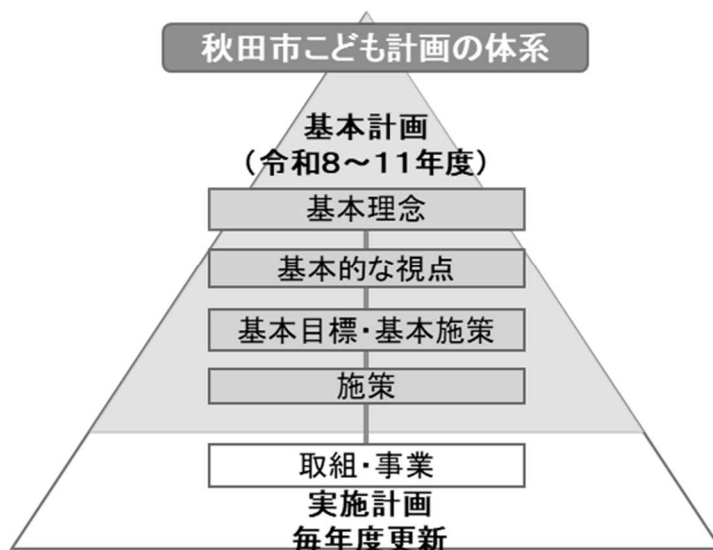 秋田市こども計画の体系
基本計画
（令和8～11年度）
基本理念
基本的な視点
基本目標・基本施策
施策
取組・事業
実施計画
毎年度更新